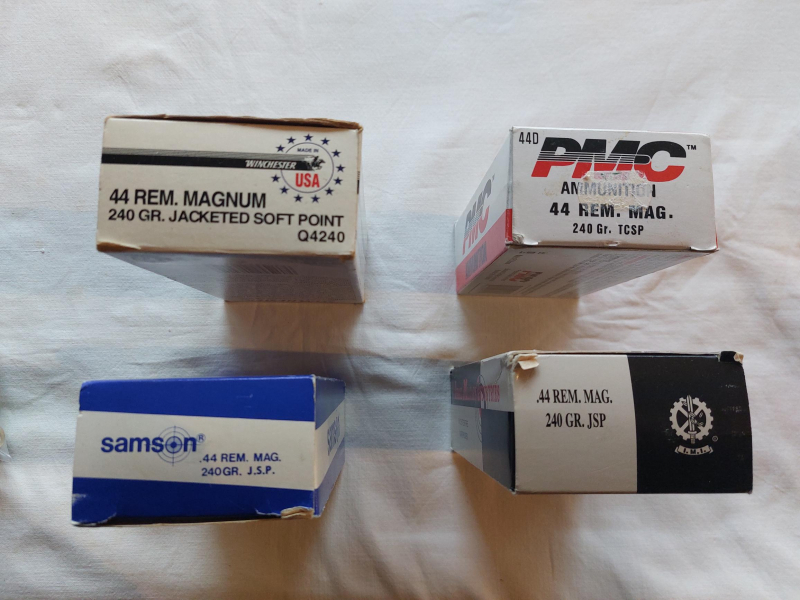 MADE IN
WINCHESTER
USA
44 REM. MAGNUM
240 GR. JACKETED SOFT POINT
Q4240
44D
PMC™
AMMUNITION
44 REM. MAG.
240 Gr. TCSP
PMC
samson®
.44 REM. MAG.
240GR. J.S.P.
.44 REM. MAG.
240 GR. JSP
I.M.I.
®